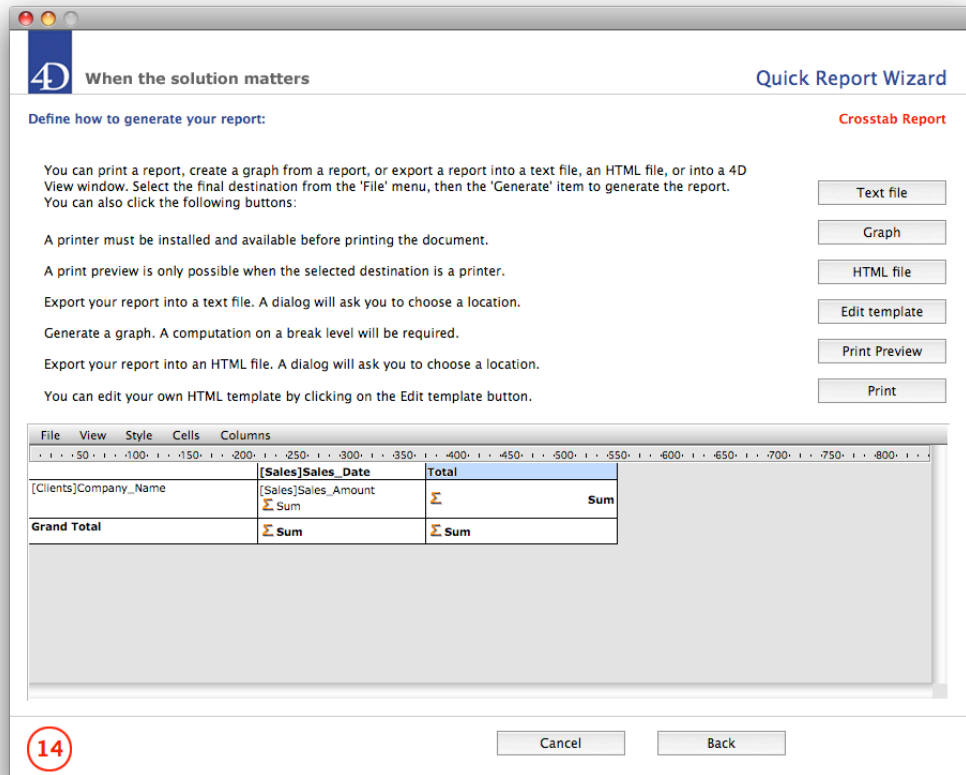 4D
When the solution matters
Quick Report Wizard
Define how to generate your report:
Crosstab Report
You can print a report, create a graph from a report, or export a report into a text file, an HTML file, or into a 4D
View window. Select the final destination from the 'File' menu, then the 'Generate' item to generate the report.
You can also click the following buttons:
A printer must be installed and available before printing the document.
A print preview is only possible when the selected destination is a printer.
Export your report into a text file. A dialog will ask you to choose a location.
Generate a graph. A computation on a break level will be required.
Export your report into an HTML file. A dialog will ask you to choose a location.
You can edit your own HTML template by clicking on the Edit template button.
Text file
Graph
HTML file
Edit template
Print Preview
Print
File View Style Cells Columns
50 100 150 200 250 300 350 400 450 500 550 600 650 700 750 800
[Sales]Sales_Date Total
[Clients]Company_Name [Sales]Sales_Amount
Σ Sum Σ Sum
Grand Total Σ Sum Σ Sum
14
Cancel Back